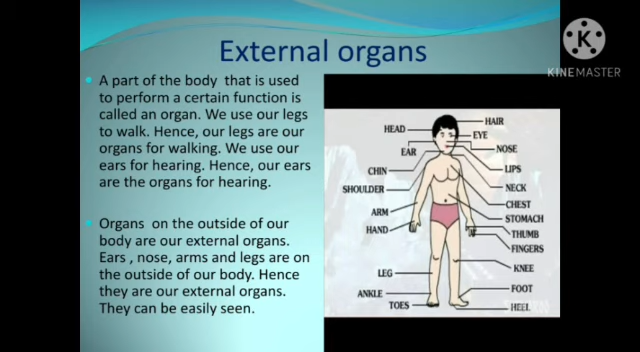 External organs
KINEMASTER
A part of the body that is used
to perform a certain function is
called an organ. We use our legs
to walk. Hence, our legs are our
organs for walking. We use our
ears for hearing. Hence, our ears
are the organs for hearing.
Organs on the outside of our
body are our external organs.
Ears , nose, arms and legs are on
the outside of our body. Hence
they are our external organs.
They can be easily seen.
HEAD
EAR
CHIN
SHOULDER
ARM
HAND
LEG
ANKLE
TOES
HAIR
EYE
NOSE
LIPS
NECK
CHEST
STOMACH
THUMB
FINGERS
KNEE
FOOT
HEEL